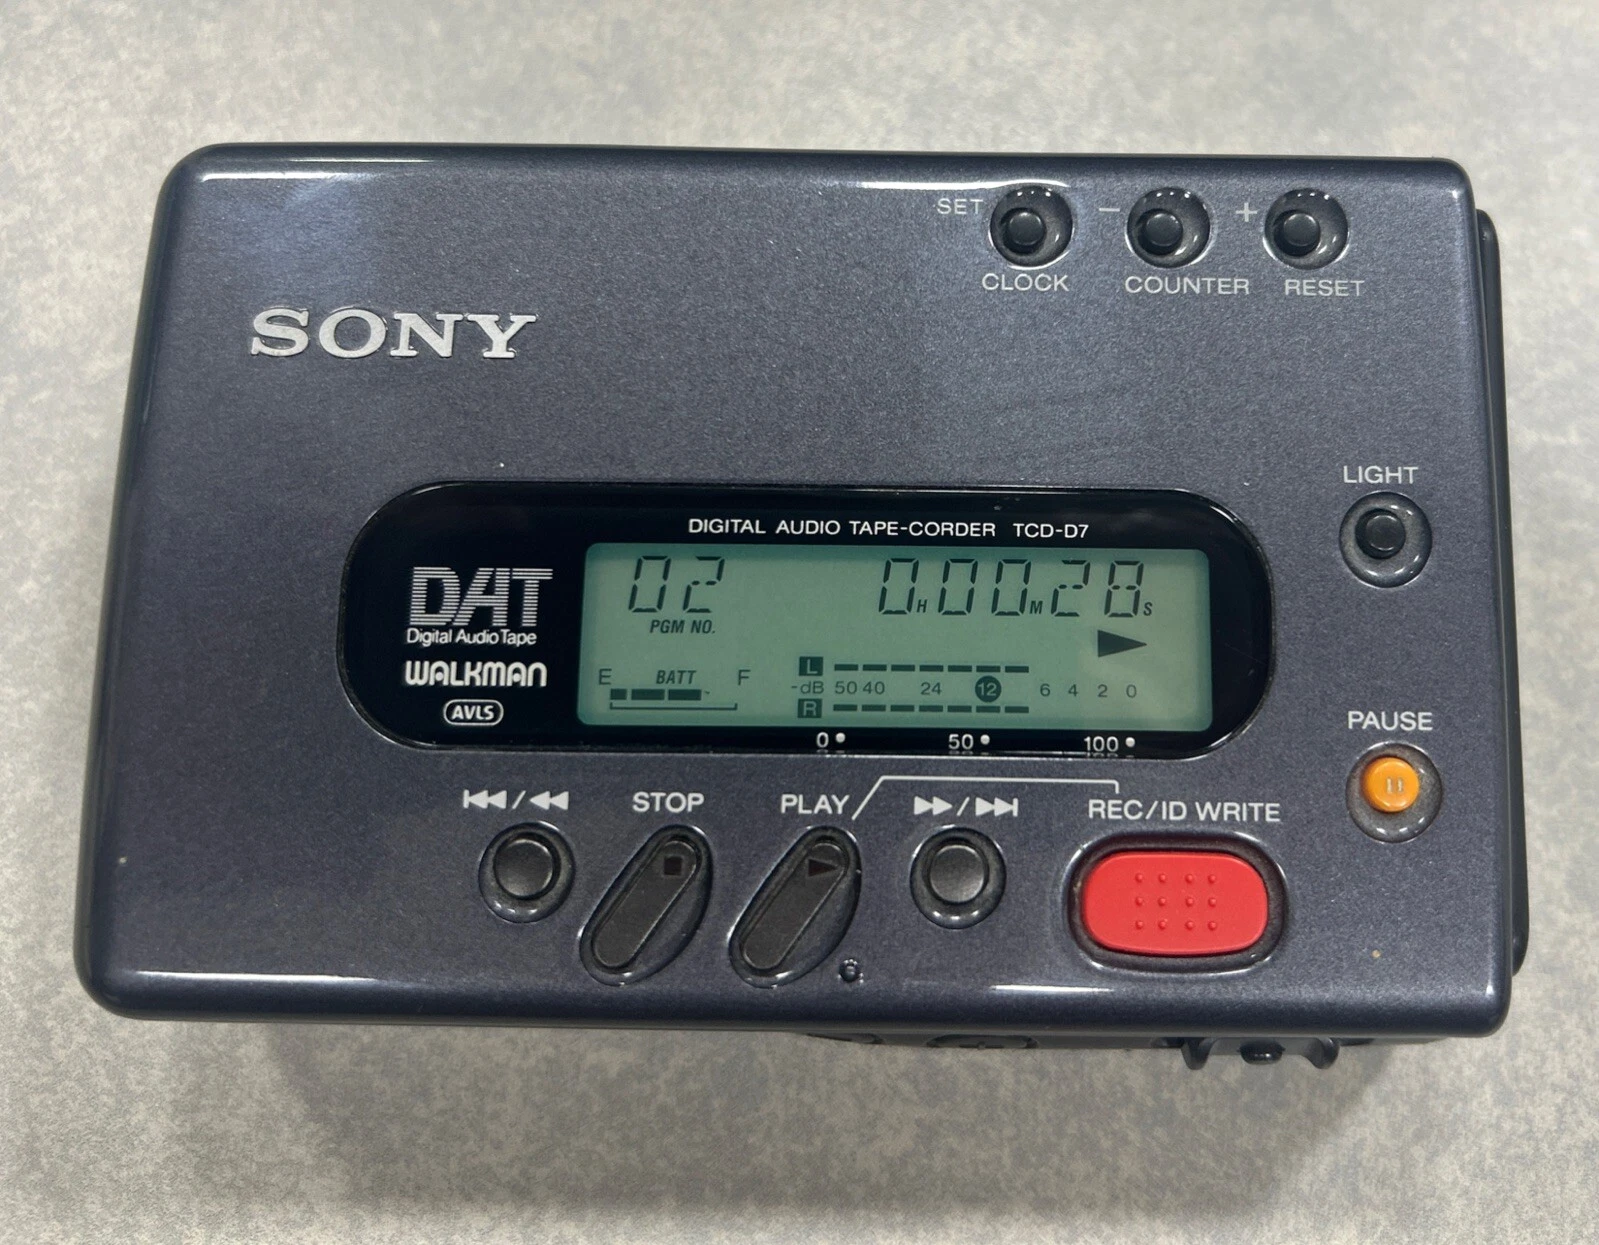 SET - +
CLOCK COUNTER RESET
SONY
LIGHT
DIGITAL AUDIO TAPE-CORDER TCD-D7
DAT
Digital Audio Tape
WALKMAN
AVLS
02 0H00M28S
PGM NO.
E BATT F
L
-dB 50 40 24 12 6 4 2 0
R
0 50 100
PAUSE
STOP PLAY REC/ID WRITE